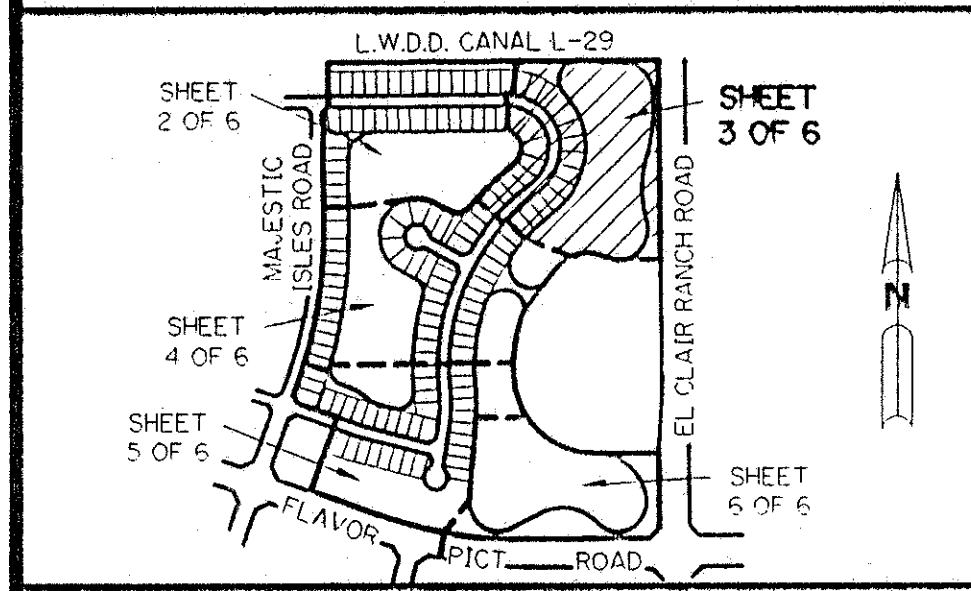 L.W.D.D. CANAL L-29
SHEET
2 OF 6
SHEET
3 OF 6
MAJESTIC
ISLES ROAD
EL CLAIR RANCH ROAD
N
SHEET
4 OF 6
SHEET
5 OF 6
SHEET
6 OF 6
FLAVOR PICT ROAD